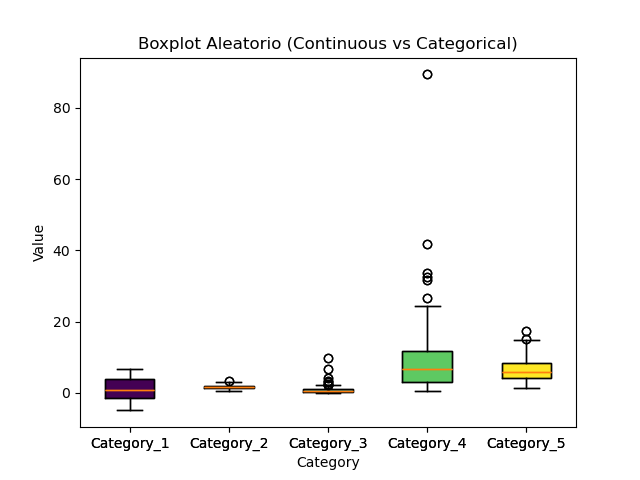 Boxplot Aleatorio (Continuous vs Categorical)
Value
80
60
40
20
0
Category_1 Category_2 Category_3 Category_4 Category_5
Category